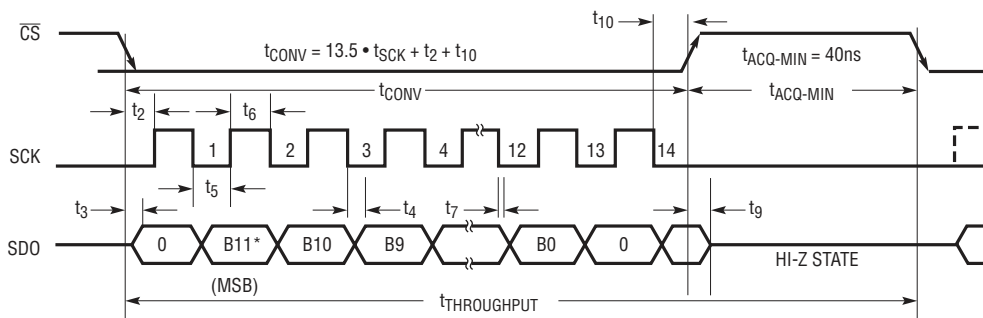 t10
CS
tCONV = 13.5 • tSCK + t2 + t10
tACQ-MIN = 40ns
tCONV
tACQ-MIN
t2
t6
SCK
1 2 3 4 12 13 14
t5
t3
t4
t7
t9
SDO
0 B11* B10 B9 B0 0
HI-Z STATE
(MSB)
tTHROUGHPUT